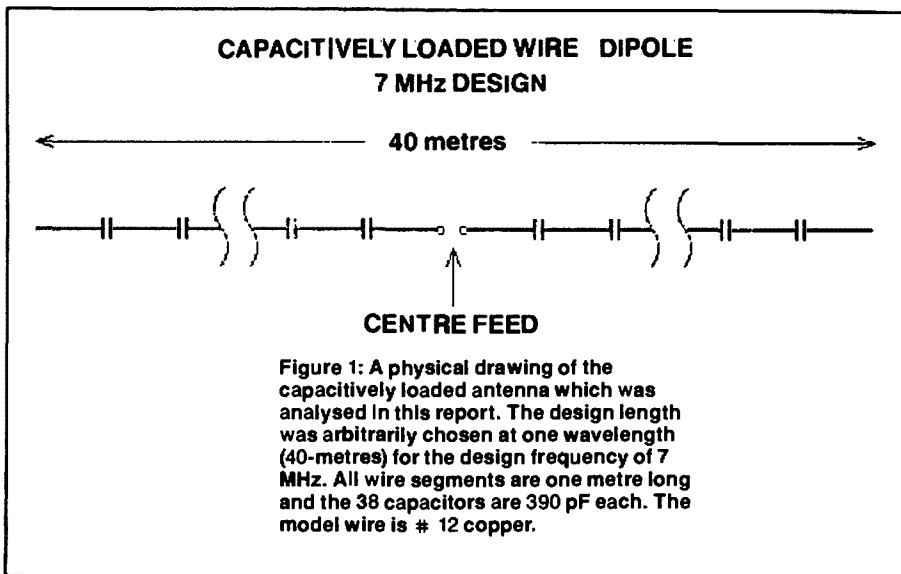 CAPACITIVELY LOADED WIRE DIPOLE
7 MHz DESIGN
40 metres
CENTRE FEED
Figure 1: A physical drawing of the
capacitively loaded antenna which was
analysed in this report. The design length
was arbitrarily chosen at one wavelength
(40-metres) for the design frequency of 7
MHz. All wire segments are one metre long
and the 38 capacitors are 390 pF each. The
model wire is # 12 copper.